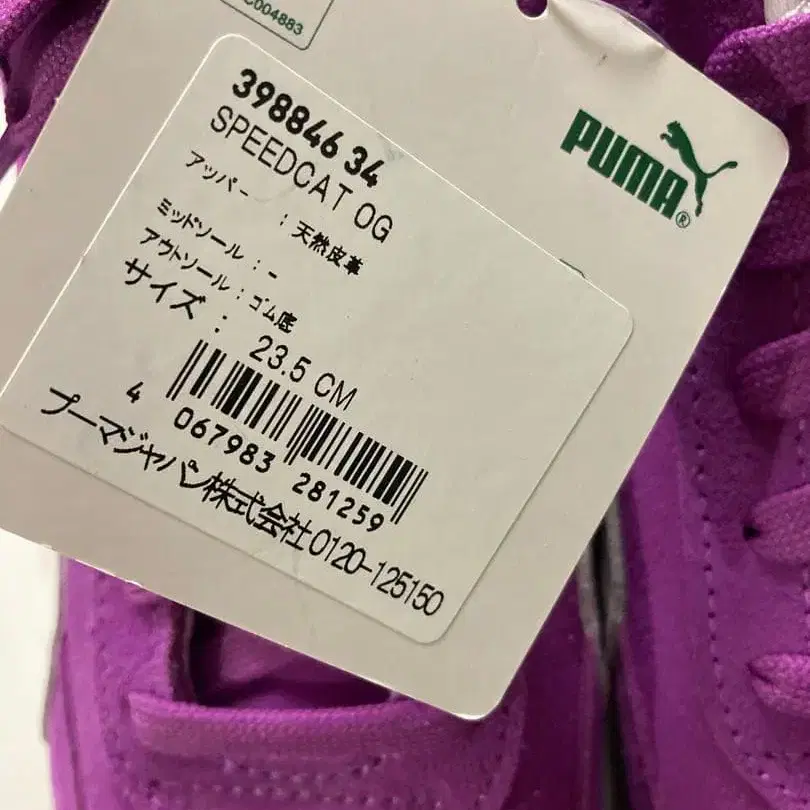 C004883
PUMA®
398846 34
SPEEDCAT OG
アッパー : 天然皮革
ミッドソール : -
アウトソール : ゴム底
サイズ : 23.5 CM
4 067983 281259
プーマジャパン株式会社0120-125150